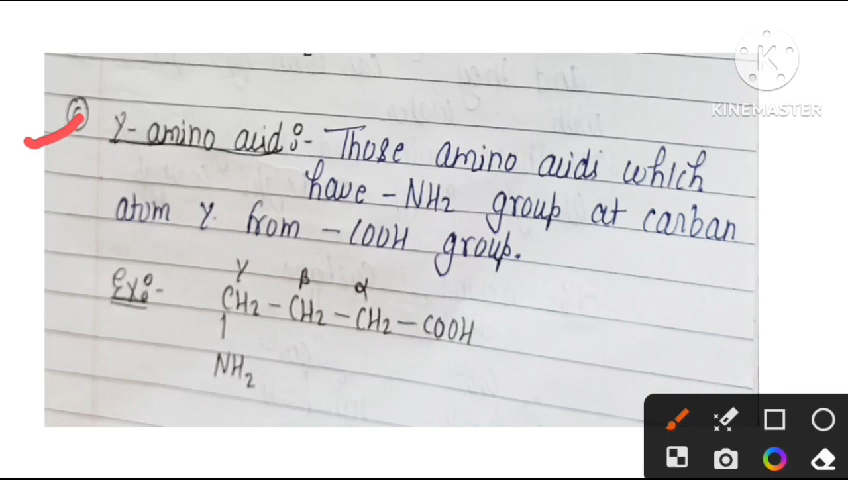 KINEMASTER
γ- amino acid:- Those amino acids which
have -NH2 group at carban
atom γ from -COOH group.
Ex:-
γ β α
CH2 - CH2 - CH2 - COOH
|
NH2